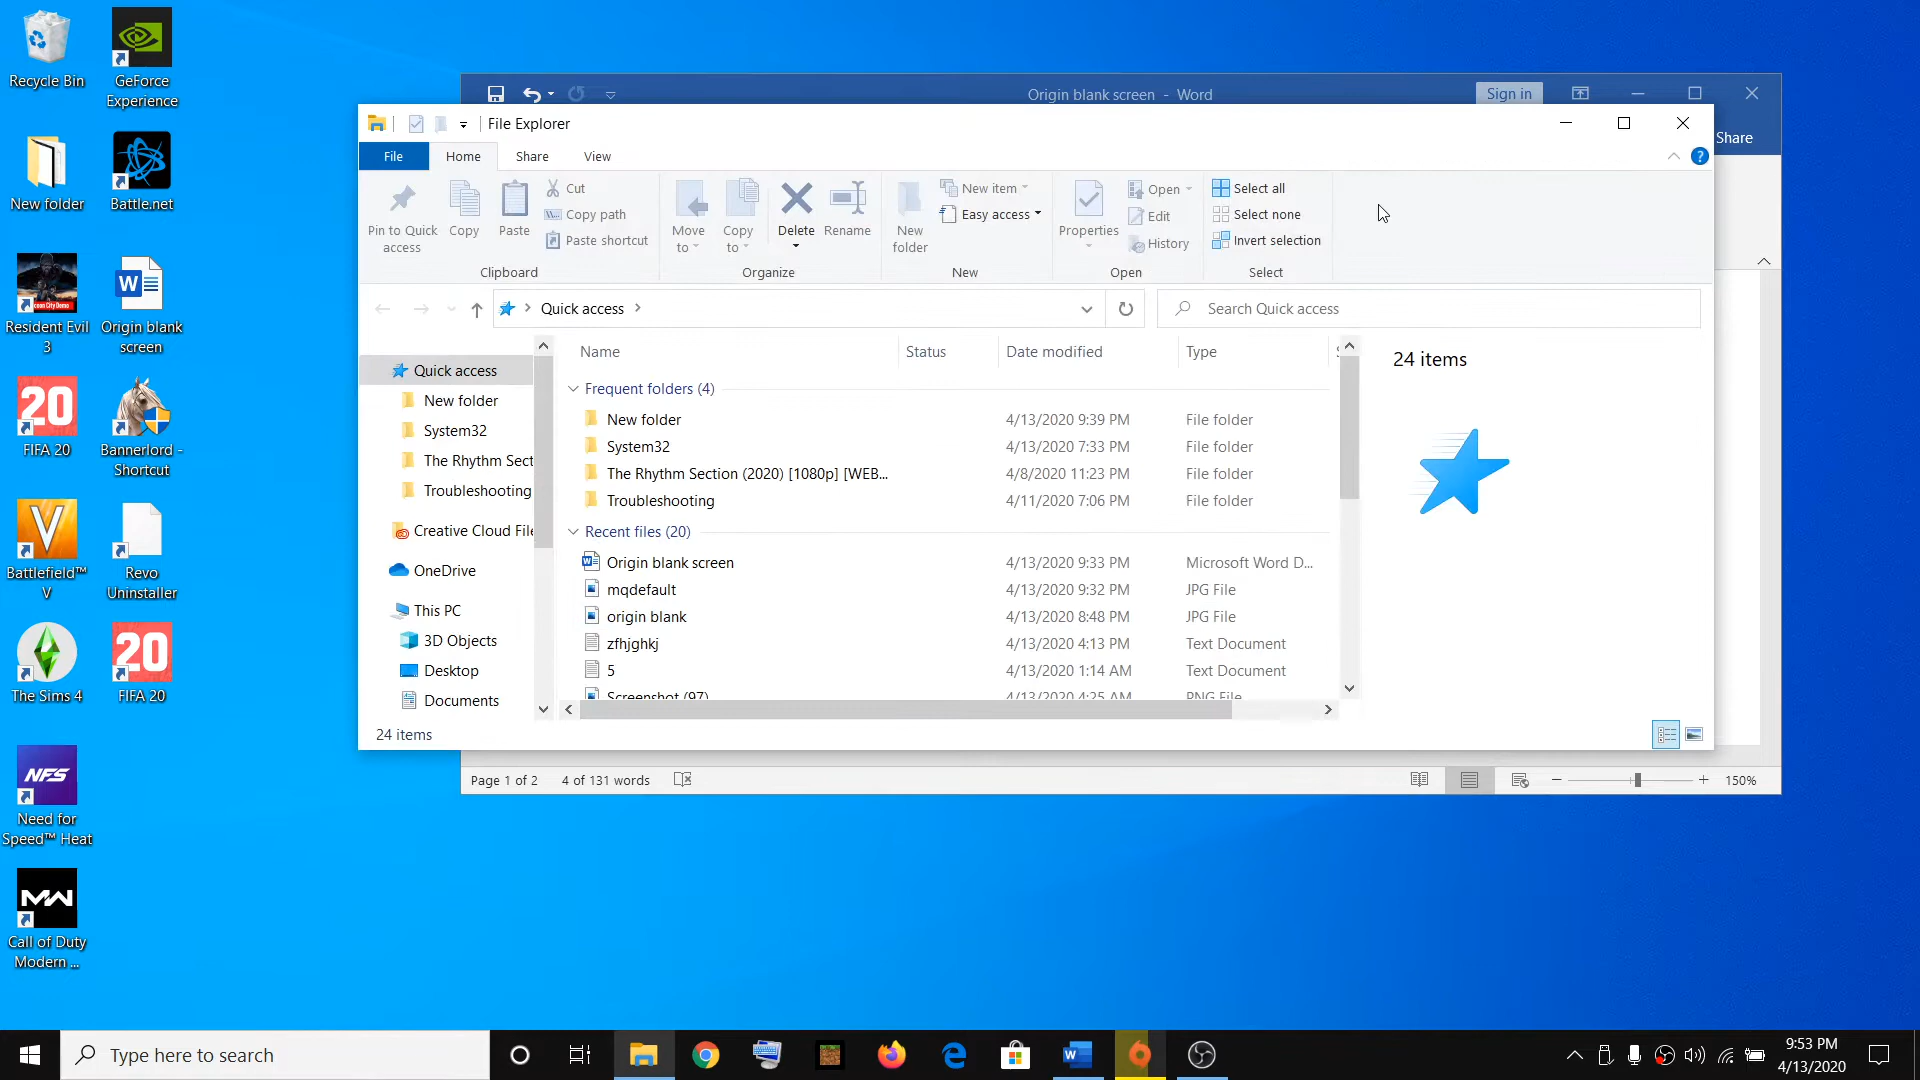 Recycle Bin
GeForce
Experience
New folder
Battle.net
Resident Evil
3
Origin blank
screen
FIFA 20
Bannerlord -
Shortcut
Battlefield™
V
Revo
Uninstaller
The Sims 4
FIFA 20
Need for
Speed™ Heat
Call of Duty
Modern ...
Origin blank screen - Word
Sign in
Share
File Explorer
File
Home
Share
View
Pin to Quick
access
Copy
Paste
Cut
Copy path
Paste shortcut
Clipboard
Move
to
Copy
to
Delete
Rename
Organize
New
folder
New item
Easy access
New
Properties
Open
Edit
History
Open
Select all
Select none
Invert selection
Select
Quick access
Search Quick access
Quick access
New folder
System32
The Rhythm Sect
Troubleshooting
Creative Cloud File
OneDrive
This PC
3D Objects
Desktop
Documents
Name Status Date modified Type
Frequent folders (4)
New folder 4/13/2020 9:39 PM File folder
System32 4/13/2020 7:33 PM File folder
The Rhythm Section (2020) [1080p] [WEB... 4/8/2020 11:23 PM File folder
Troubleshooting 4/11/2020 7:06 PM File folder
Recent files (20)
Origin blank screen 4/13/2020 9:33 PM Microsoft Word D...
mqdefault 4/13/2020 9:32 PM JPG File
origin blank 4/13/2020 8:48 PM JPG File
zfhjghkj 4/13/2020 4:13 PM Text Document
5 4/13/2020 1:14 AM Text Document
Screenshot (97) 4/13/2020 4:25 AM PNG File
24 items
24 items
Page 1 of 2 4 of 131 words
150%
Type here to search
9:53 PM
4/13/2020